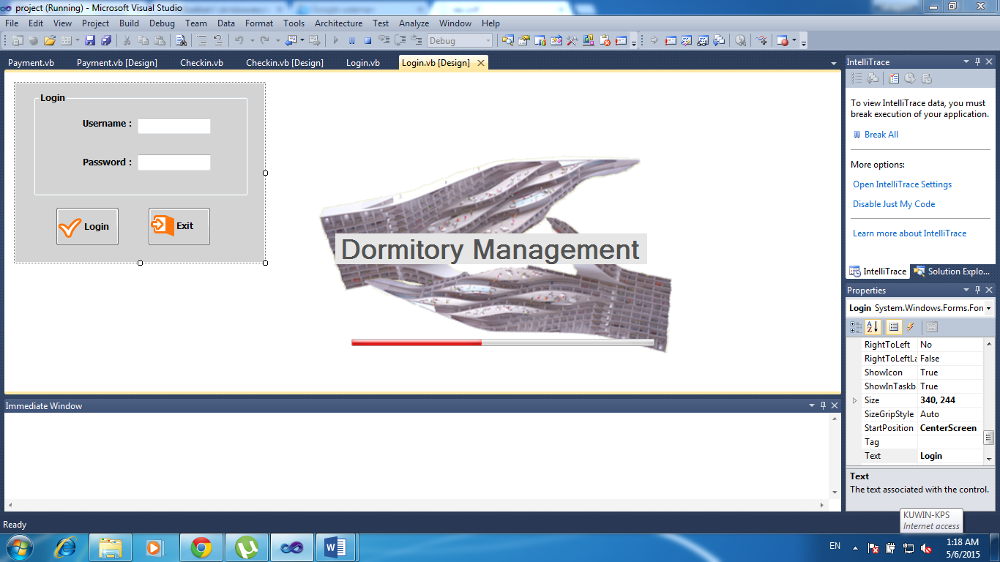 project (Running) - Microsoft Visual Studio
File Edit View Project Build Debug Team Data Format Tools Architecture Test Analyze Window Help
Debug
Payment.vb Payment.vb [Design] Checkin.vb Checkin.vb [Design] Login.vb Login.vb [Design]
Login
Username :
Password :
Login Exit
Dormitory Management
IntelliTrace
To view IntelliTrace data, you must
break execution of your application.
Break All
More options:
Open IntelliTrace Settings
Disable Just My Code
Learn more about IntelliTrace
IntelliTrace Solution Explo...
Properties
Login System.Windows.Forms.For
RightToLeft No
RightToLeftLa False
ShowIcon True
ShowInTaskb True
Size 340, 244
SizeGripStyle Auto
StartPosition CenterScreen
Tag
Text Login
Text
The text associated with the control.
Immediate Window
Ready
KUWIN-KPS
Internet access
EN
1:18 AM
5/6/2015